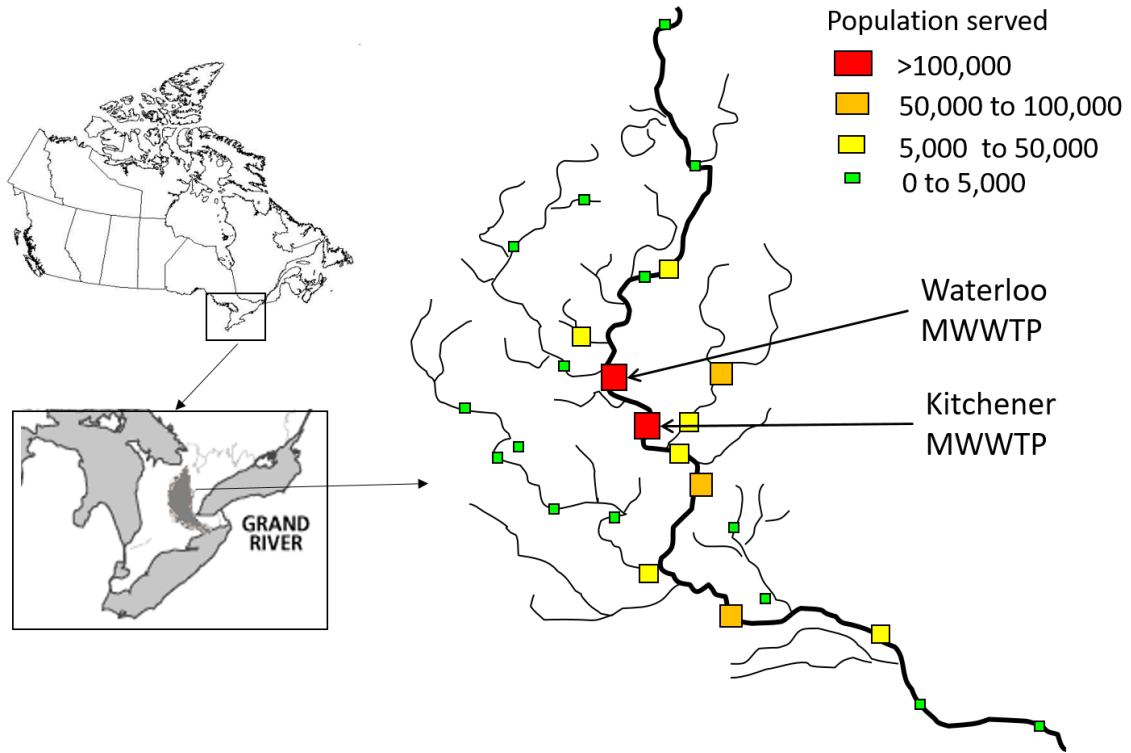 Population served
>100,000
50,000 to 100,000
5,000 to 50,000
0 to 5,000
Waterloo
MWWTP
Kitchener
MWWTP
GRAND
RIVER